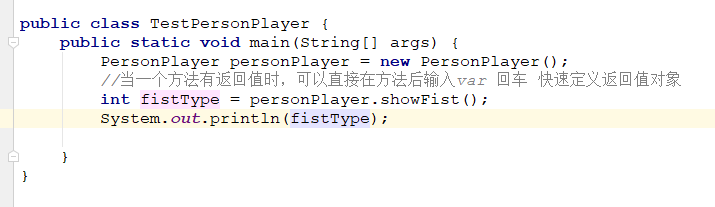 public class TestPersonPlayer {
public static void main(String[] args) {
PersonPlayer personPlayer = new PersonPlayer();
//当一个方法有返回值时，可以直接在方法后输入var 回车 快速定义返回值对象
int fistType = personPlayer.showFist();
System.out.println(fistType);
}
}